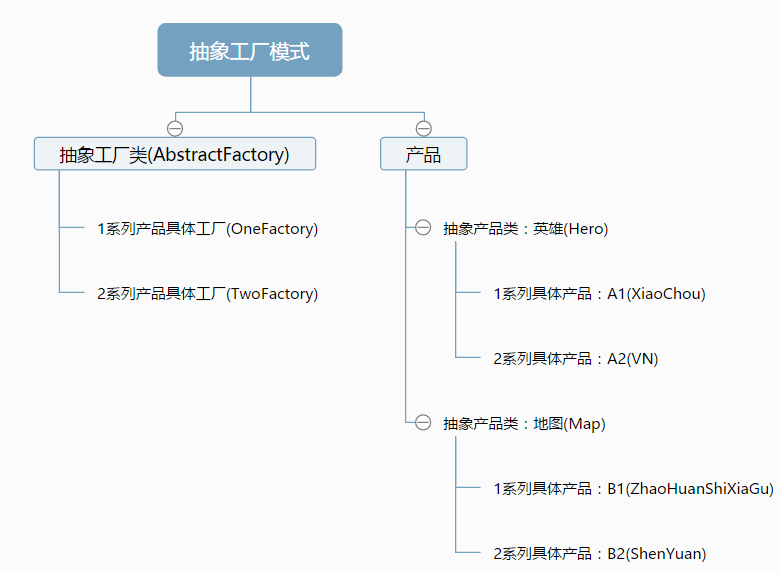 抽象工厂模式
抽象工厂类(AbstractFactory)
1系列产品具体工厂(OneFactory)
2系列产品具体工厂(TwoFactory)
产品
抽象产品类：英雄(Hero)
1系列具体产品：A1(XiaoChou)
2系列具体产品：A2(VN)
抽象产品类：地图(Map)
1系列具体产品：B1(ZhaoHuanShiXiaGu)
2系列具体产品：B2(ShenYuan)